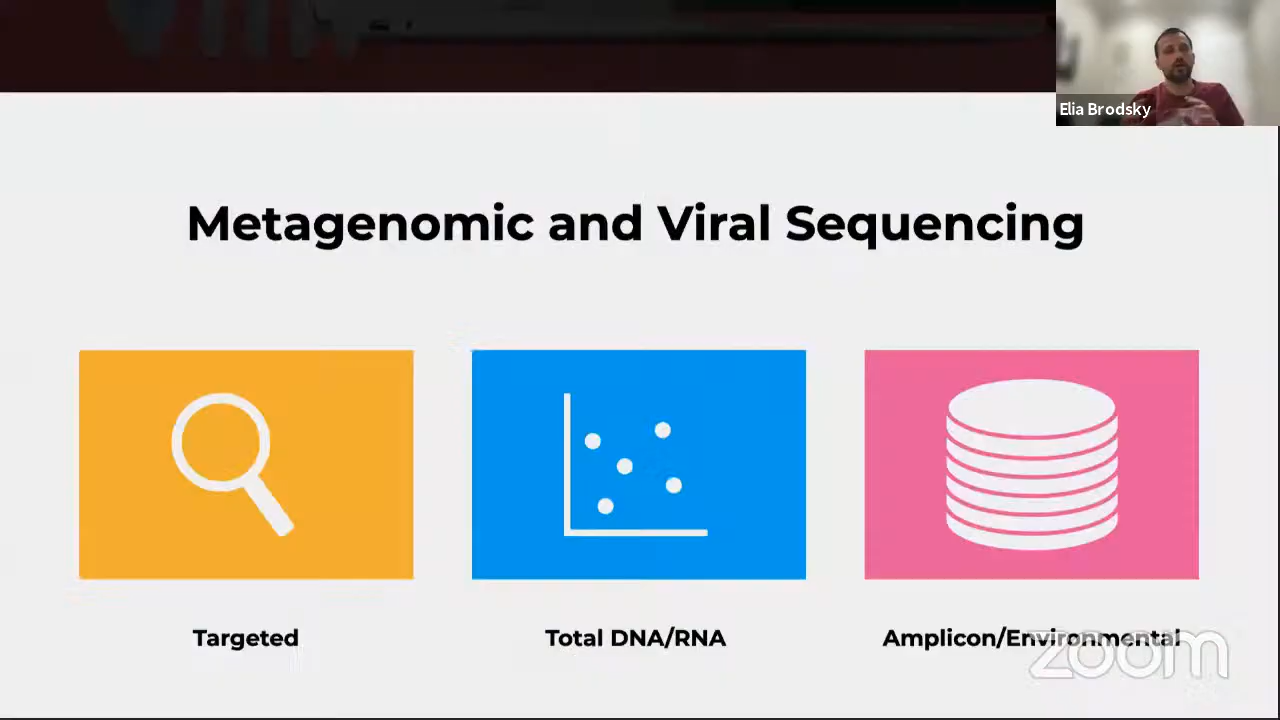 Elia Brodsky
Metagenomic and Viral Sequencing
Targeted
Total DNA/RNA
Amplicon/Environmental
zoom